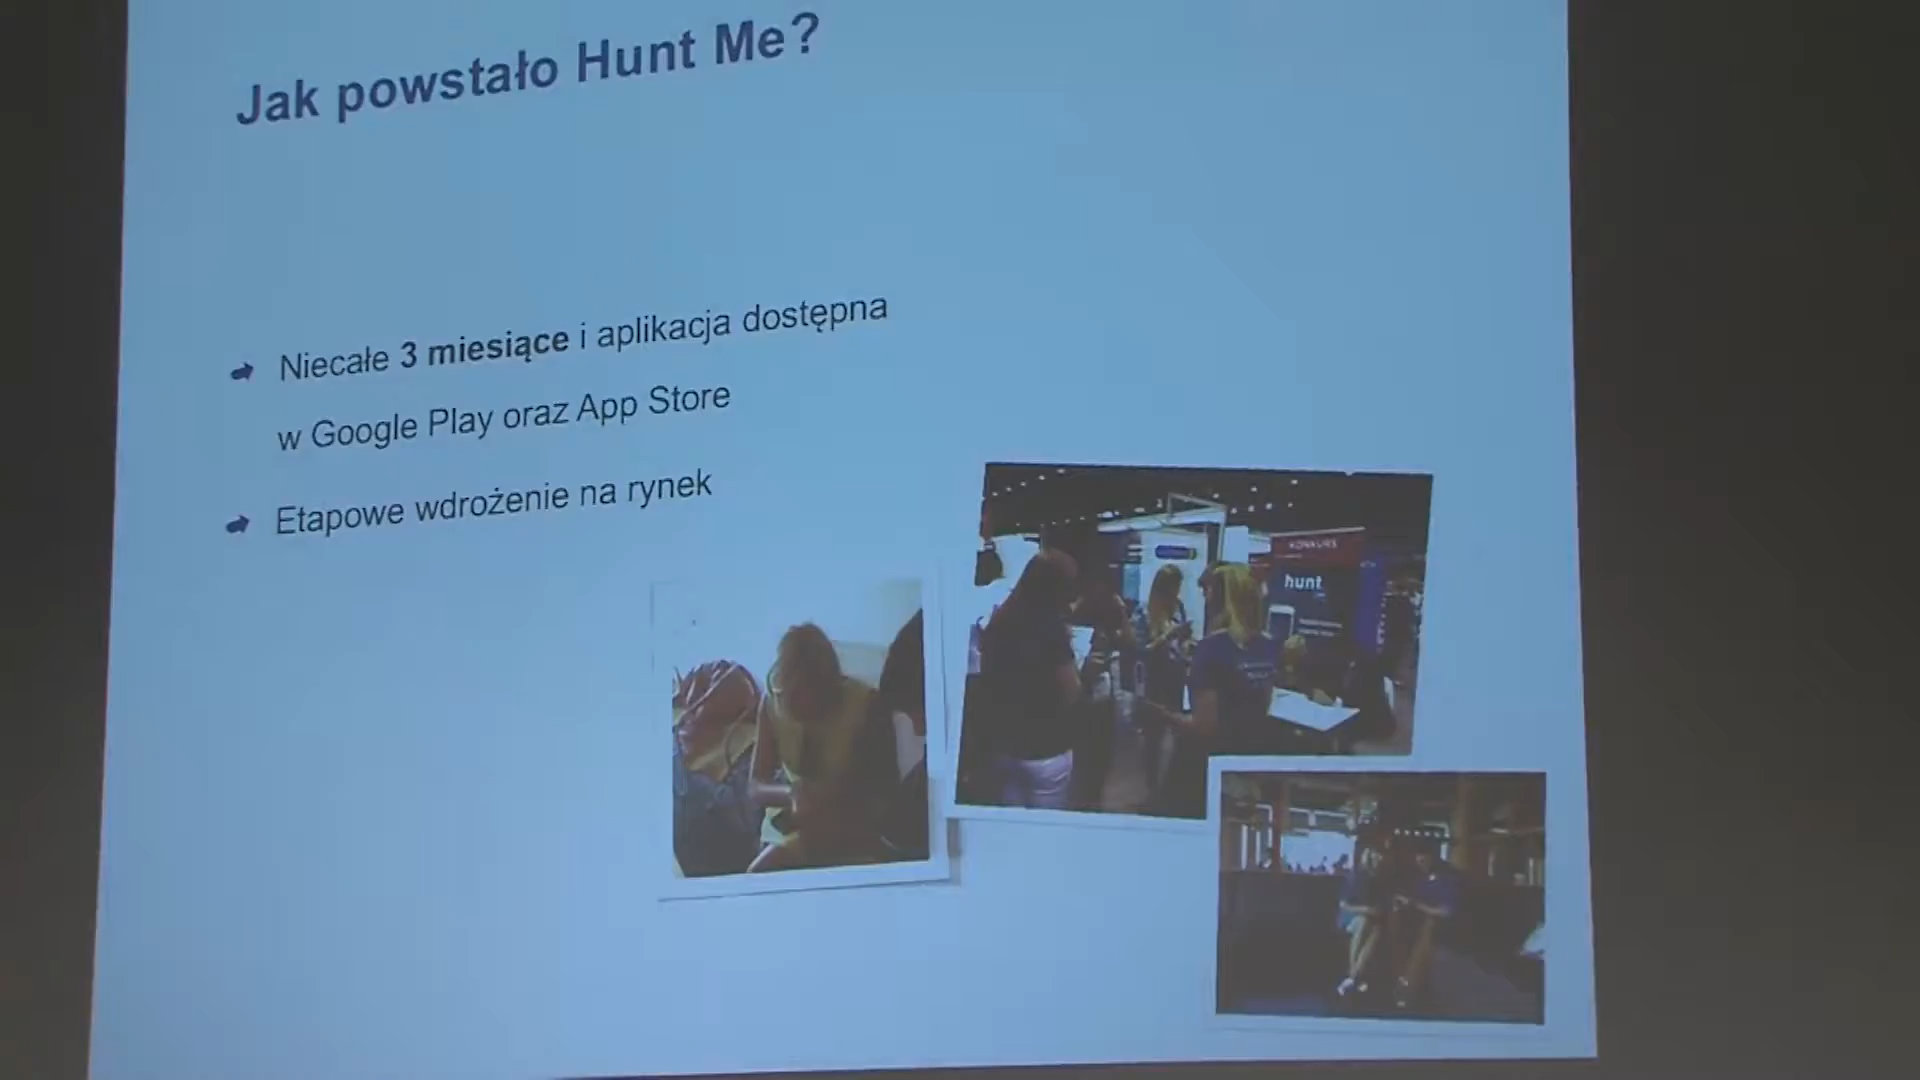 Jak powstało Hunt Me?
Niecałe 3 miesiące i aplikacja dostępna
w Google Play oraz App Store
Etapowe wdrożenie na rynek
KONKURS
hunt